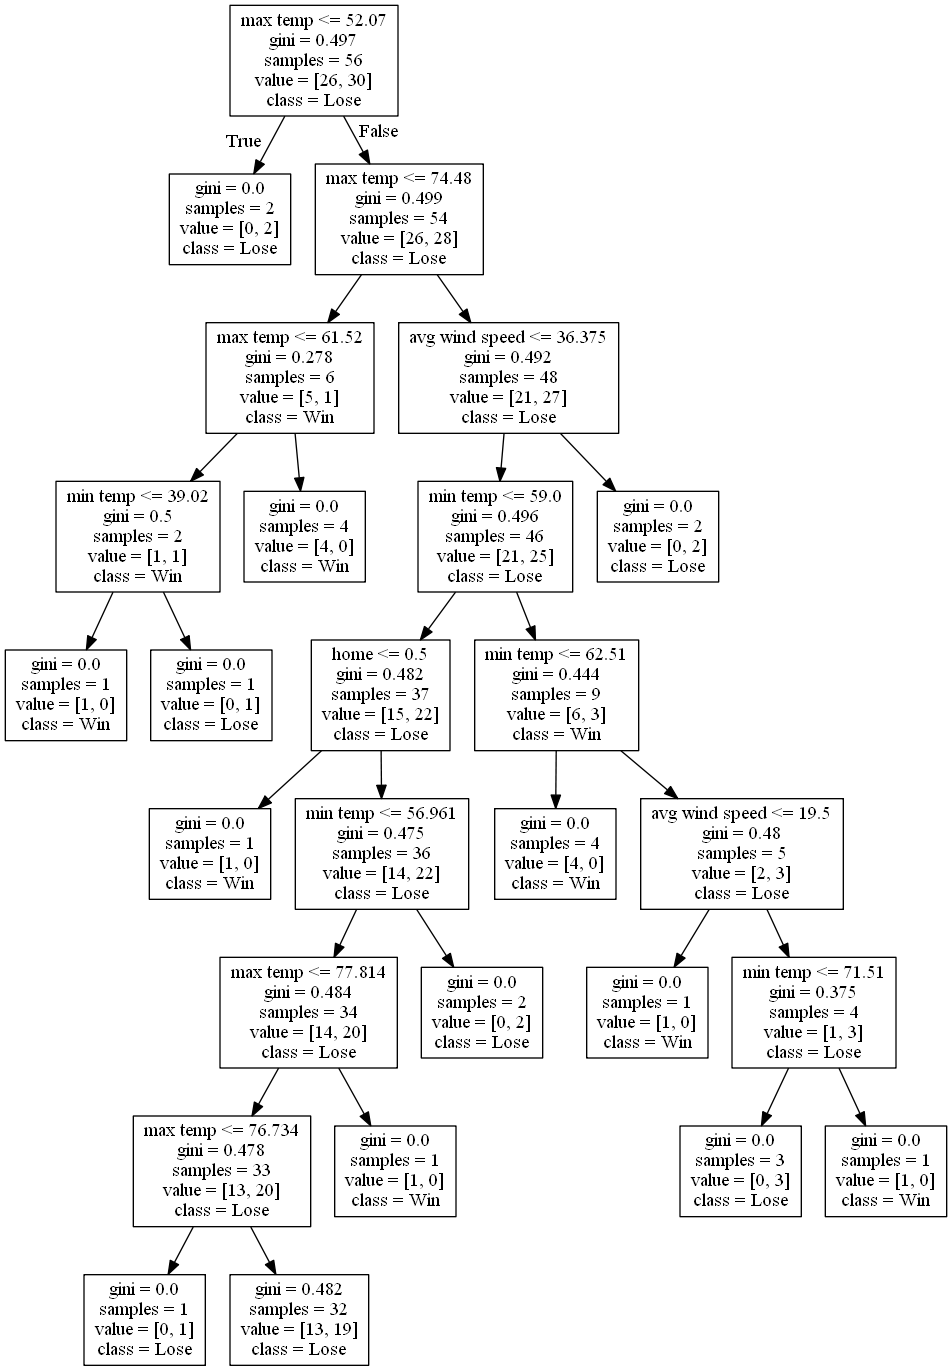 max temp <= 52.07
gini = 0.497
samples = 56
value = [26, 30]
class = Lose
True
False
gini = 0.0
samples = 2
value = [0, 2]
class = Lose
max temp <= 74.48
gini = 0.499
samples = 54
value = [26, 28]
class = Lose
max temp <= 61.52
gini = 0.278
samples = 6
value = [5, 1]
class = Win
avg wind speed <= 36.375
gini = 0.492
samples = 48
value = [21, 27]
class = Lose
min temp <= 39.02
gini = 0.5
samples = 2
value = [1, 1]
class = Win
gini = 0.0
samples = 4
value = [4, 0]
class = Win
min temp <= 59.0
gini = 0.496
samples = 46
value = [21, 25]
class = Lose
gini = 0.0
samples = 2
value = [0, 2]
class = Lose
gini = 0.0
samples = 1
value = [1, 0]
class = Win
gini = 0.0
samples = 1
value = [0, 1]
class = Lose
home <= 0.5
gini = 0.482
samples = 37
value = [15, 22]
class = Lose
min temp <= 62.51
gini = 0.444
samples = 9
value = [6, 3]
class = Win
gini = 0.0
samples = 1
value = [1, 0]
class = Win
min temp <= 56.961
gini = 0.475
samples = 36
value = [14, 22]
class = Lose
gini = 0.0
samples = 4
value = [4, 0]
class = Win
avg wind speed <= 19.5
gini = 0.48
samples = 5
value = [2, 3]
class = Lose
max temp <= 77.814
gini = 0.484
samples = 34
value = [14, 20]
class = Lose
gini = 0.0
samples = 2
value = [0, 2]
class = Lose
gini = 0.0
samples = 1
value = [1, 0]
class = Win
min temp <= 71.51
gini = 0.375
samples = 4
value = [1, 3]
class = Lose
max temp <= 76.734
gini = 0.478
samples = 33
value = [13, 20]
class = Lose
gini = 0.0
samples = 1
value = [1, 0]
class = Win
gini = 0.0
samples = 3
value = [0, 3]
class = Lose
gini = 0.0
samples = 1
value = [1, 0]
class = Win
gini = 0.0
samples = 1
value = [0, 1]
class = Lose
gini = 0.482
samples = 32
value = [13, 19]
class = Lose